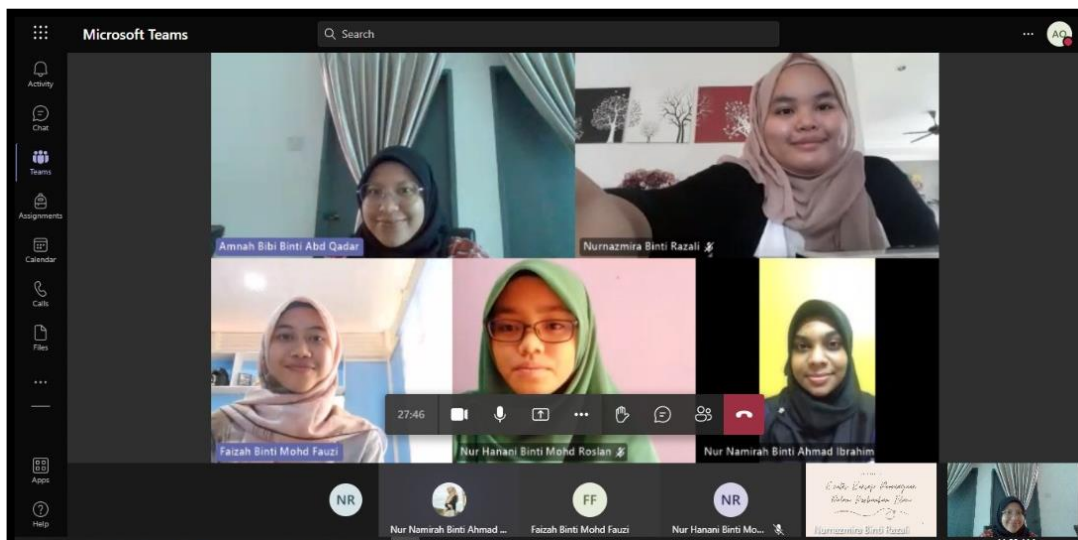 Microsoft Teams
Search
AQ
Activity
Chat
Teams
Assignments
Calendar
Calls
Files
Apps
Help
Amnah Bibi Binti Abd Qadar
Nurnazmira Binti Razali
Faizah Binti Mohd Fauzi
Nur Hanani Binti Mohd Roslan
Nur Namirah Binti Ahmad Ibrahim
27:46
NR
Nur Namirah Binti Ahmad ...
FF
Faizah Binti Mohd Fauzi
NR
Nur Hanani Binti Mo...
Nurnazmira Binti Razali